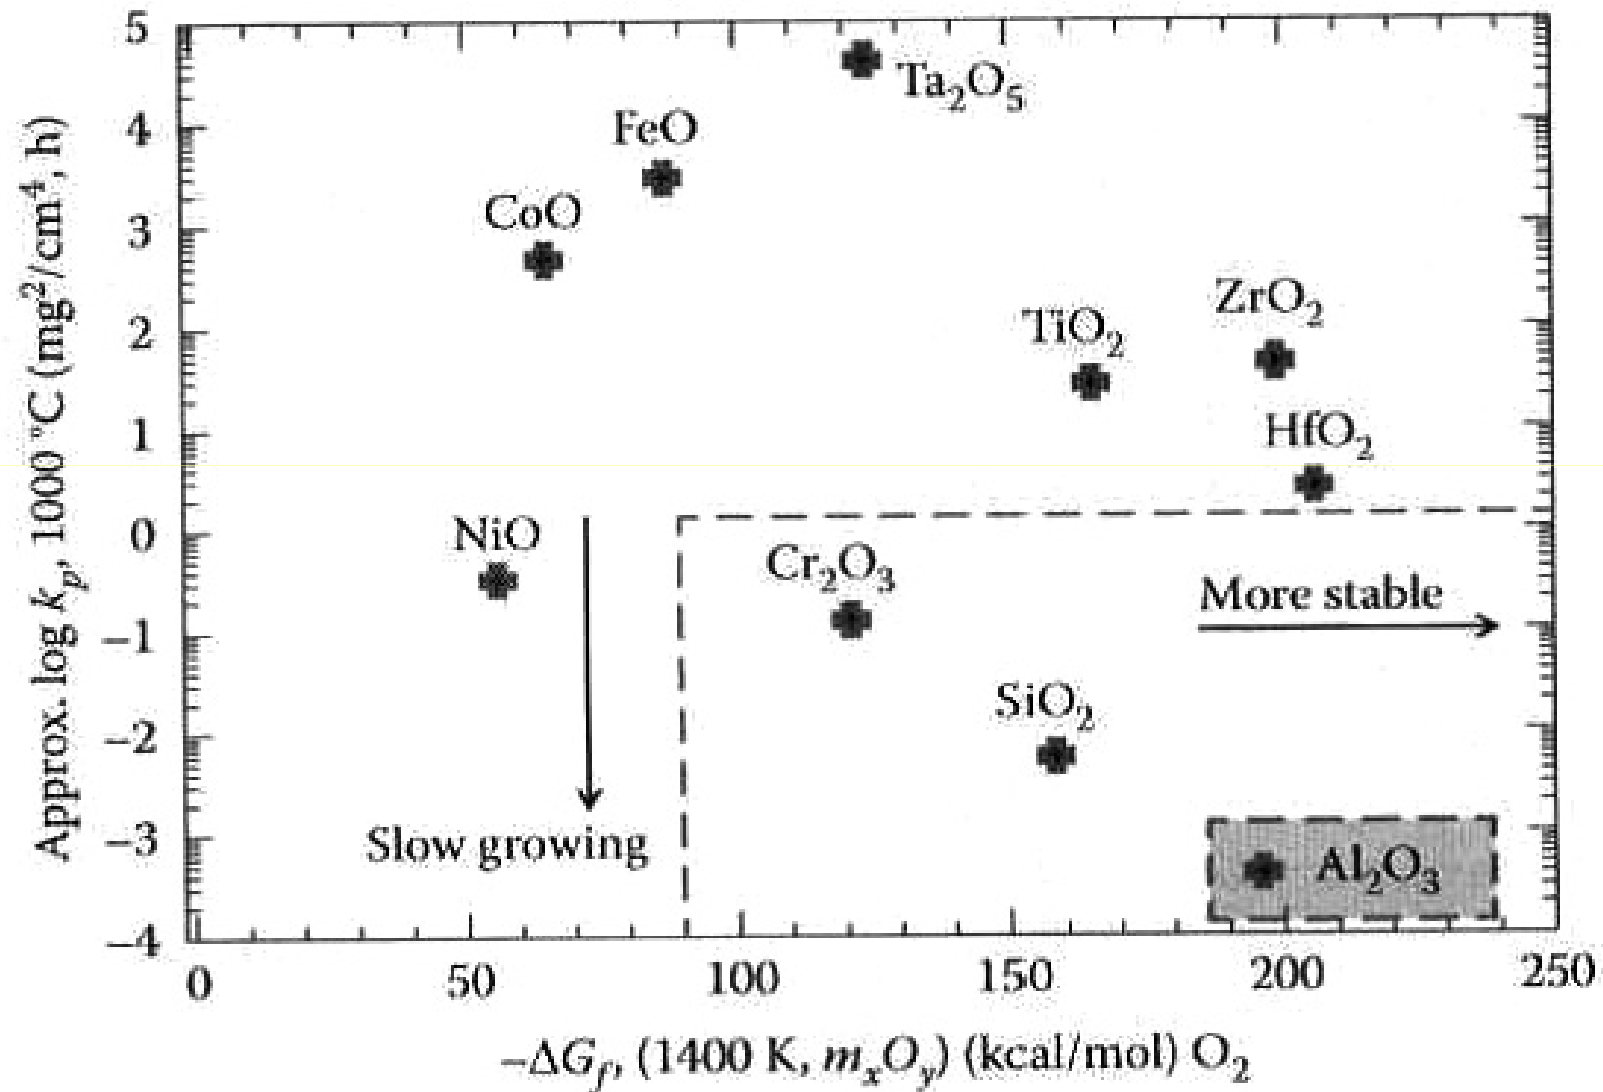 5
Ta₂O₅
4
FeO
CoO
3
ZrO₂
2
TiO₂
1
HfO₂
0
NiO
Cr₂O₃
More stable
−1
SiO₂
−2
−3
Slow growing
Al₂O₃
−4
0 50 100 150 200 250
Approx. log kₚ, 1000 °C (mg²/cm⁴, h)
−ΔG_f, (1400 K, mₓO_y) (kcal/mol) O₂